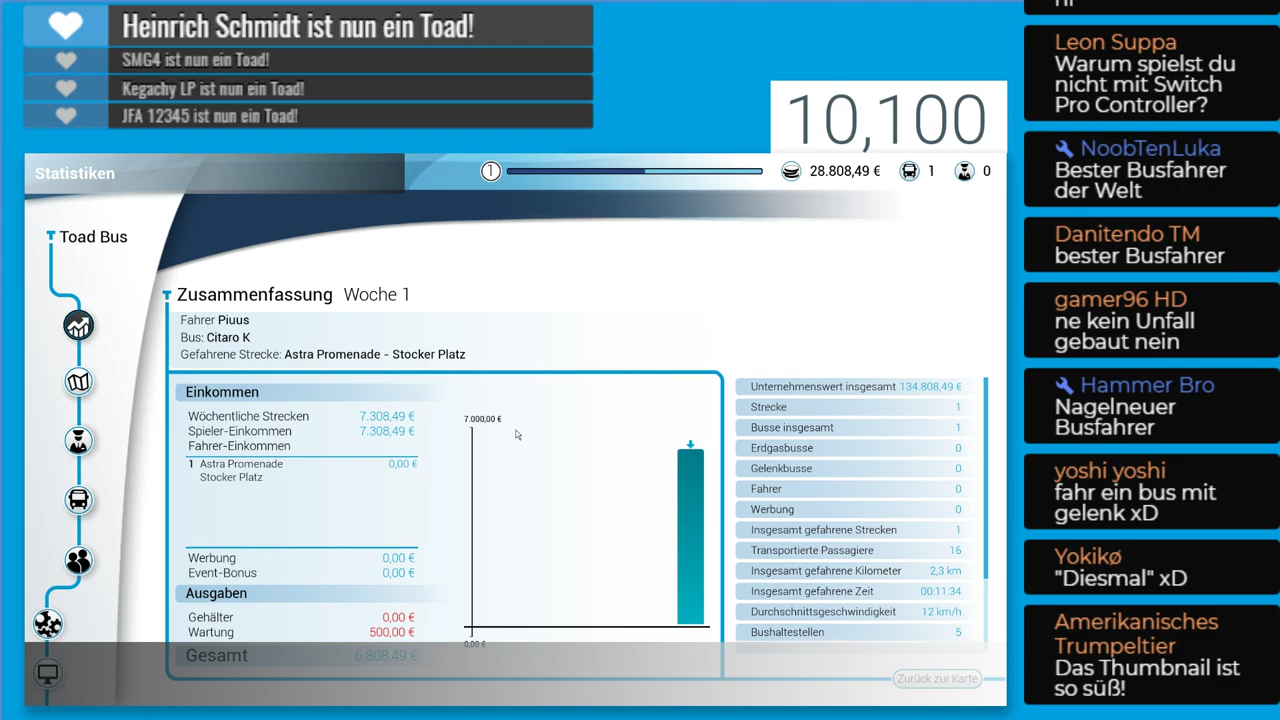 Heinrich Schmidt ist nun ein Toad!
SMG4 ist nun ein Toad!
Kegachy LP ist nun ein Toad!
JFA 12345 ist nun ein Toad!
10,100
Statistiken
1
28.808,49 €
1
0
Toad Bus
Zusammenfassung Woche 1
Fahrer Piuus
Bus: Citaro K
Gefahrene Strecke: Astra Promenade - Stocker Platz
Einkommen
Wöchentliche Strecken 7.308,49 €
Spieler-Einkommen 7.308,49 €
Fahrer-Einkommen
1 Astra Promenade 0,00 €
Stocker Platz
Werbung 0,00 €
Event-Bonus 0,00 €
Ausgaben
Gehälter 0,00 €
Wartung 500,00 €
Gesamt 6.808,49 €
7.000,00 €
0,00 €
Unternehmenswert insgesamt 134.808,49 €
Strecke 1
Busse insgesamt 1
Erdgasbusse 0
Gelenkbusse 0
Fahrer 0
Werbung 0
Insgesamt gefahrene Strecken 1
Transportierte Passagiere 16
Insgesamt gefahrene Kilometer 2,3 km
Insgesamt gefahrene Zeit 00:11:34
Durchschnittsgeschwindigkeit 12 km/h
Bushaltestellen 5
Zurück zur Karte
Leon Suppa
Warum spielst du
nicht mit Switch
Pro Controller?
NoobTenLuka
Bester Busfahrer
der Welt
Danitendo TM
bester Busfahrer
gamer96 HD
ne kein Unfall
gebaut nein
Hammer Bro
Nagelneuer
Busfahrer
yoshi yoshi
fahr ein bus mit
gelenk xD
Yokikø
"Diesmal" xD
Amerikanisches
Trumpeltier
Das Thumbnail ist
so süß!